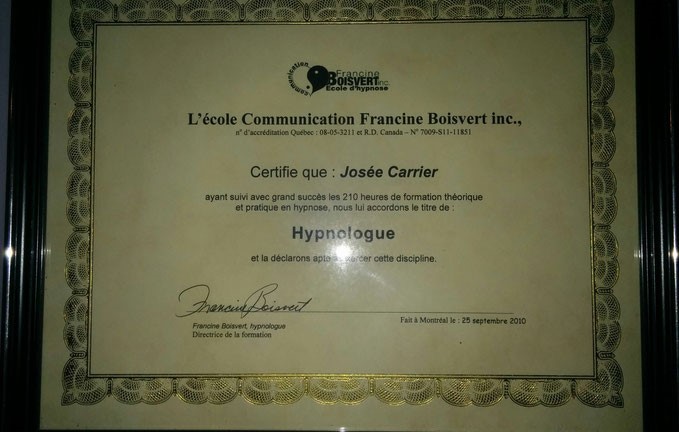 communication
Francine
BOISVERT inc.
École d'hypnose
L'école Communication Francine Boisvert inc.,
n° d'accréditation Québec : 08-05-3211 et R.D. Canada – N° 7009-S11-11851
Certifie que : Josée Carrier
ayant suivi avec grand succès les 210 heures de formation théorique
et pratique en hypnose, nous lui accordons le titre de :
Hypnologue
et la déclarons apte à exercer cette discipline.
Francine Boisvert
Francine Boisvert, hypnologue
Directrice de la formation
Fait à Montréal le : 25 septembre 2010